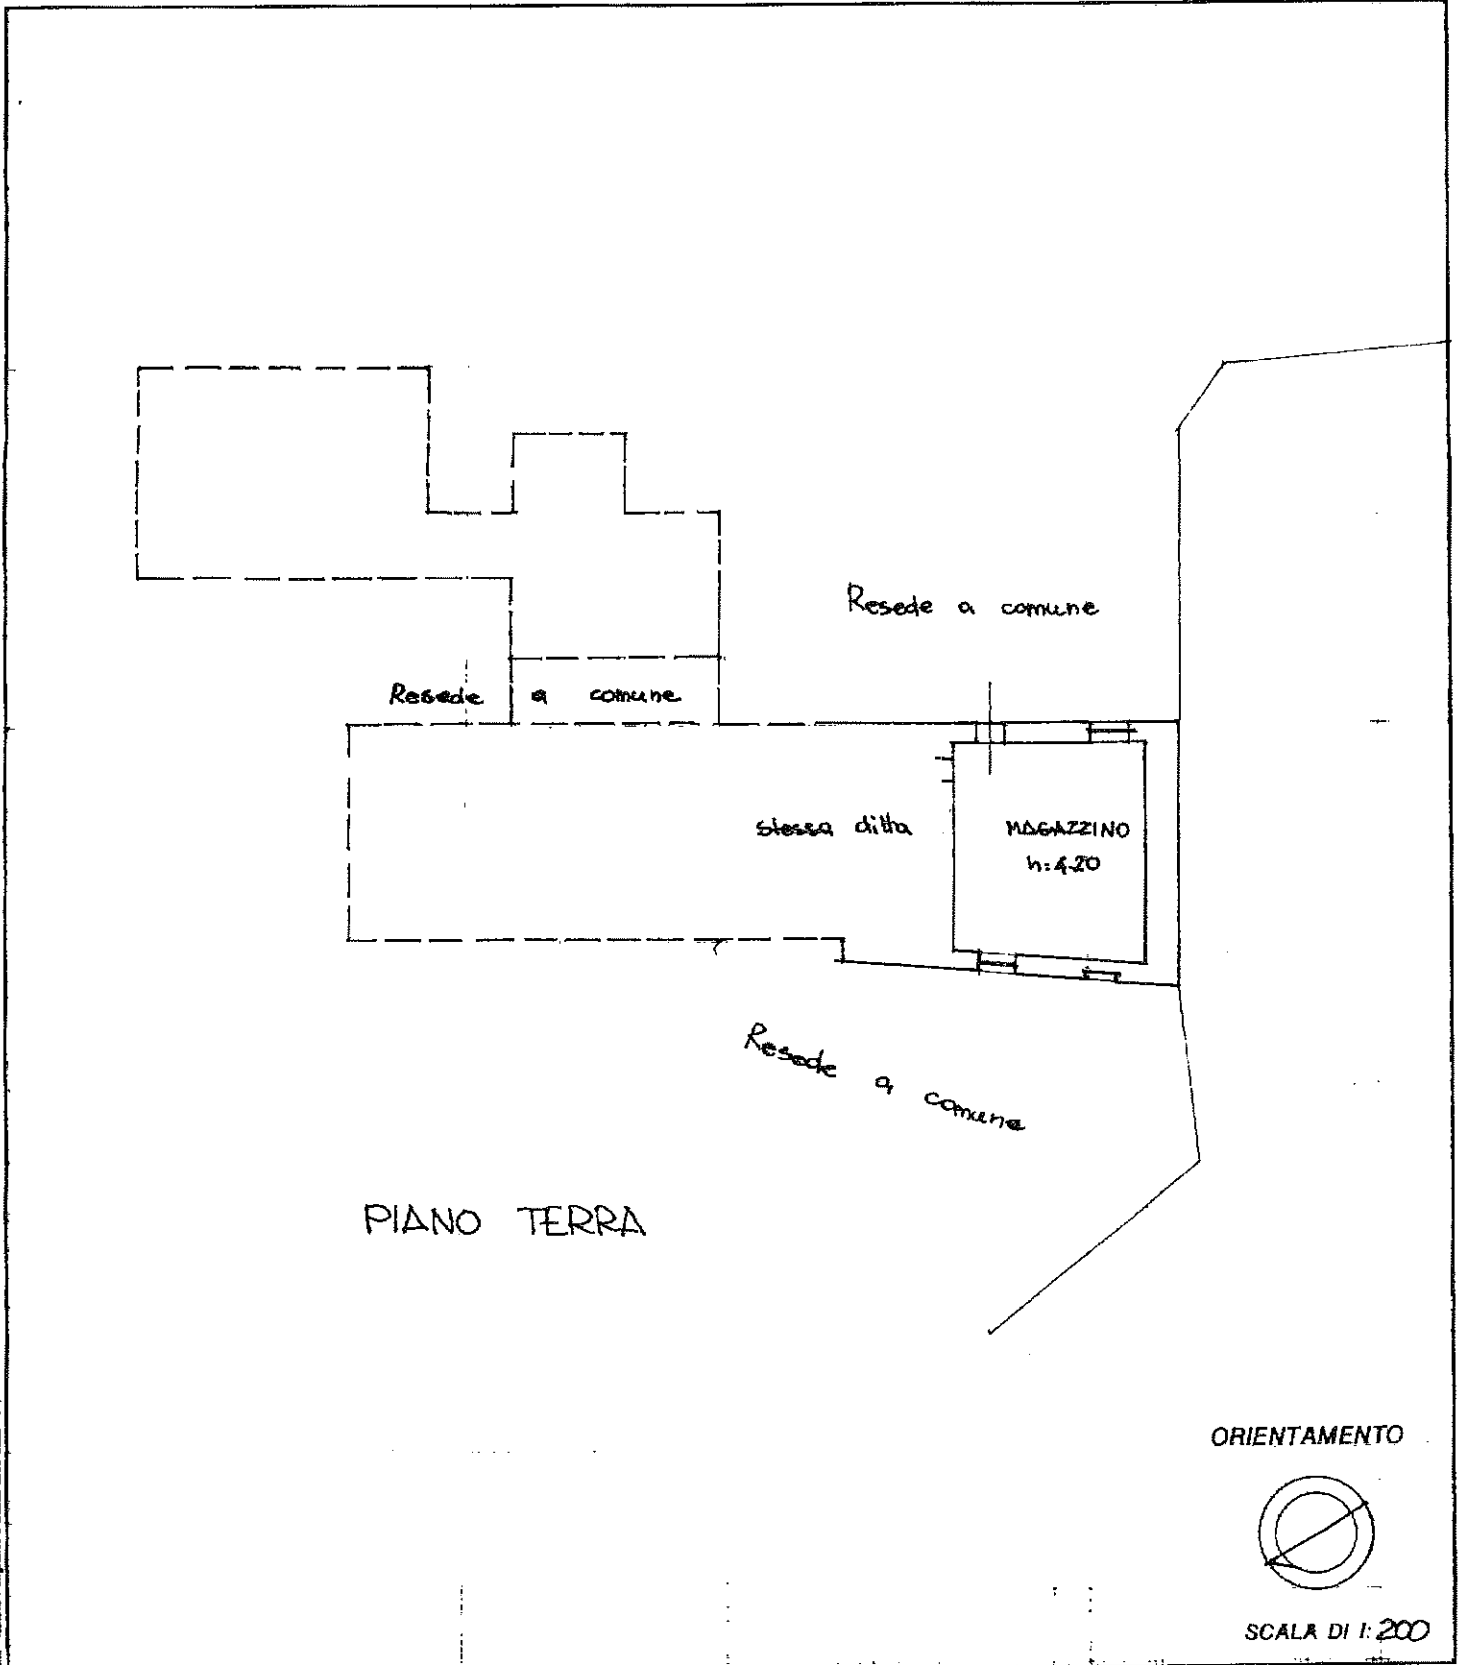 Resede a comune
Resede a comune
stessa ditta
MAGAZZINO
h: 4.20
Resede a comune
PIANO TERRA
ORIENTAMENTO
SCALA DI 1: 200